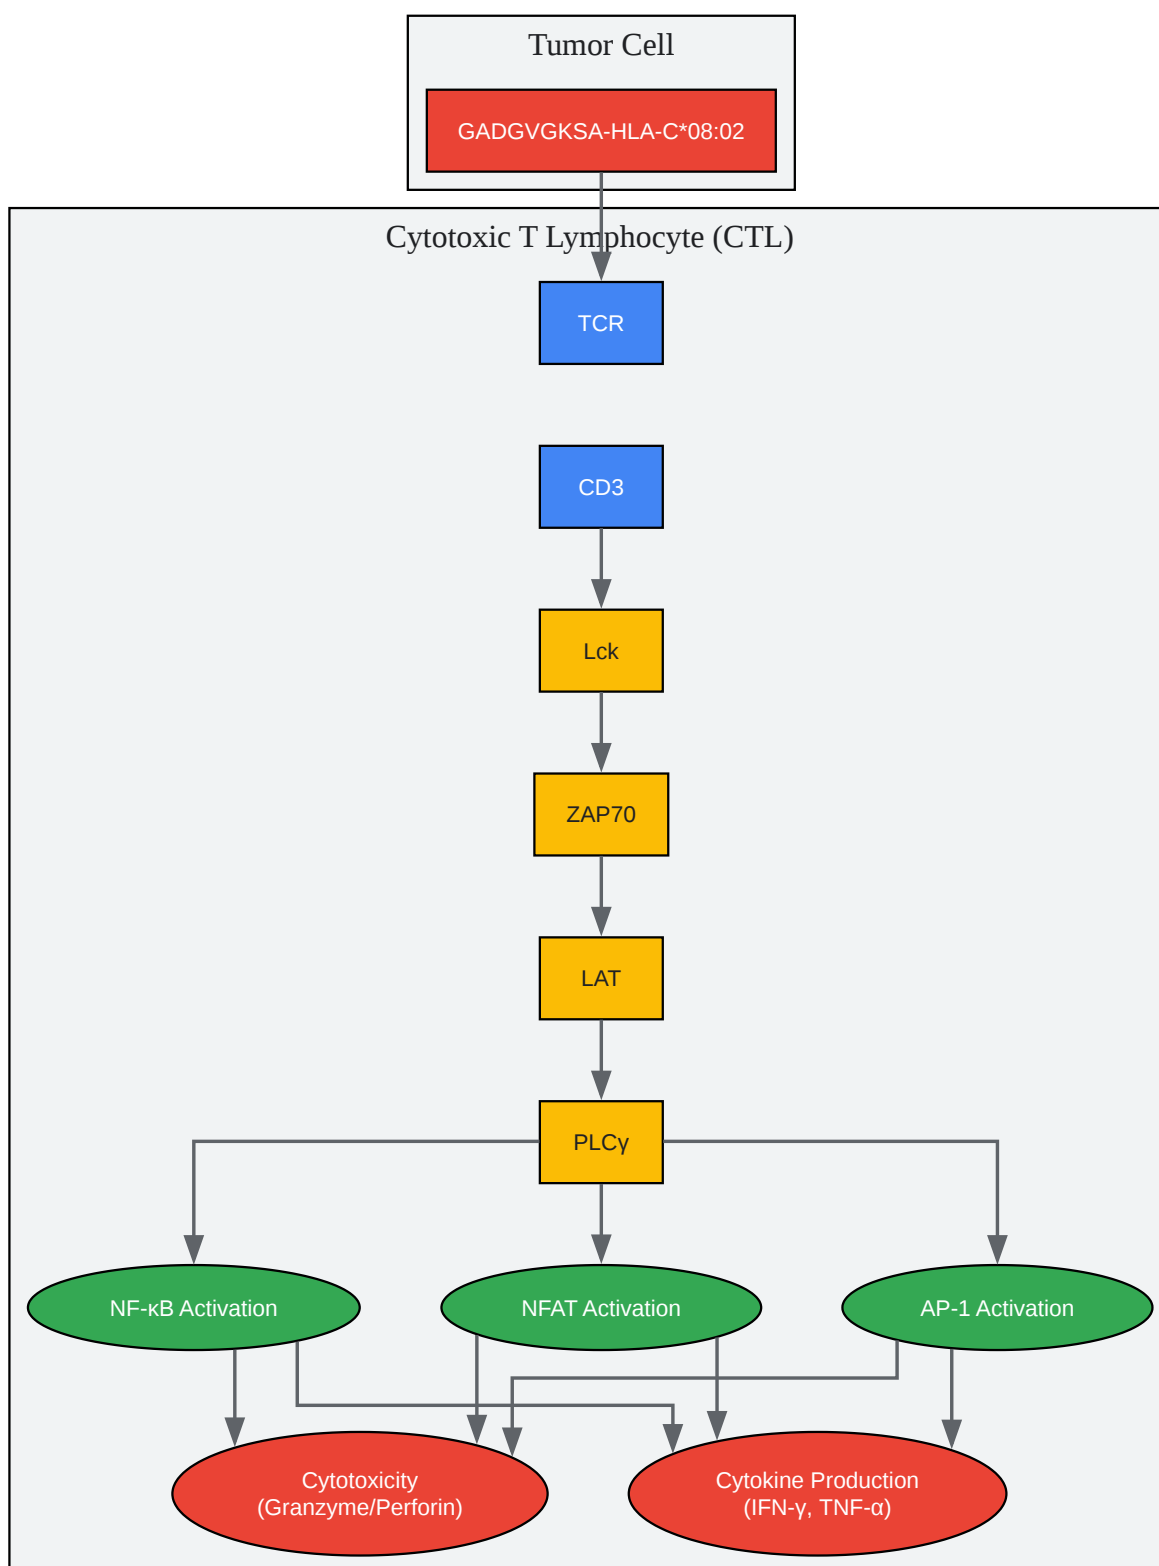 Tumor Cell
GADGVGKSA-HLA-C*08:02
Cytotoxic T Lymphocyte (CTL)
TCR
CD3
Lck
ZAP70
LAT
PLCγ
NF-κB Activation
NFAT Activation
AP-1 Activation
Cytotoxicity
(Granzyme/Perforin)
Cytokine Production
(IFN-γ, TNF-α)